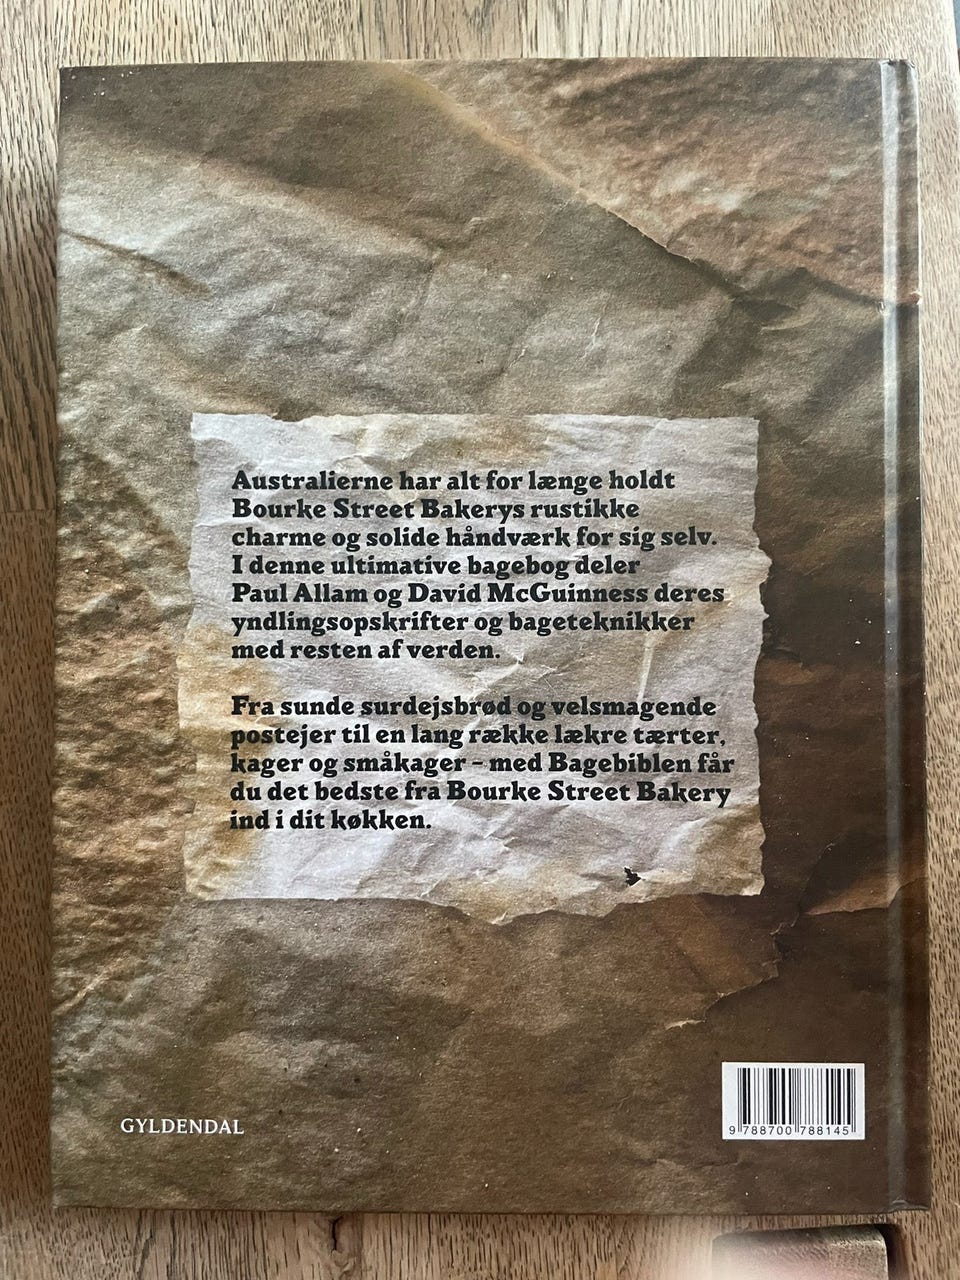 Australierne har alt for længe holdt
Bourke Street Bakerys rustikke
charme og solide håndværk for sig selv.
I denne ultimative bagebog deler
Paul Allam og David McGuinness deres
yndlingsopskrifter og bageteknikker
med resten af verden.
Fra sunde surdejsbrød og velsmagende
postejer til en lang række lækre tærter,
kager og småkager – med Bagebiblen får
du det bedste fra Bourke Street Bakery
ind i dit køkken.
GYLDENDAL
9 788700 788145